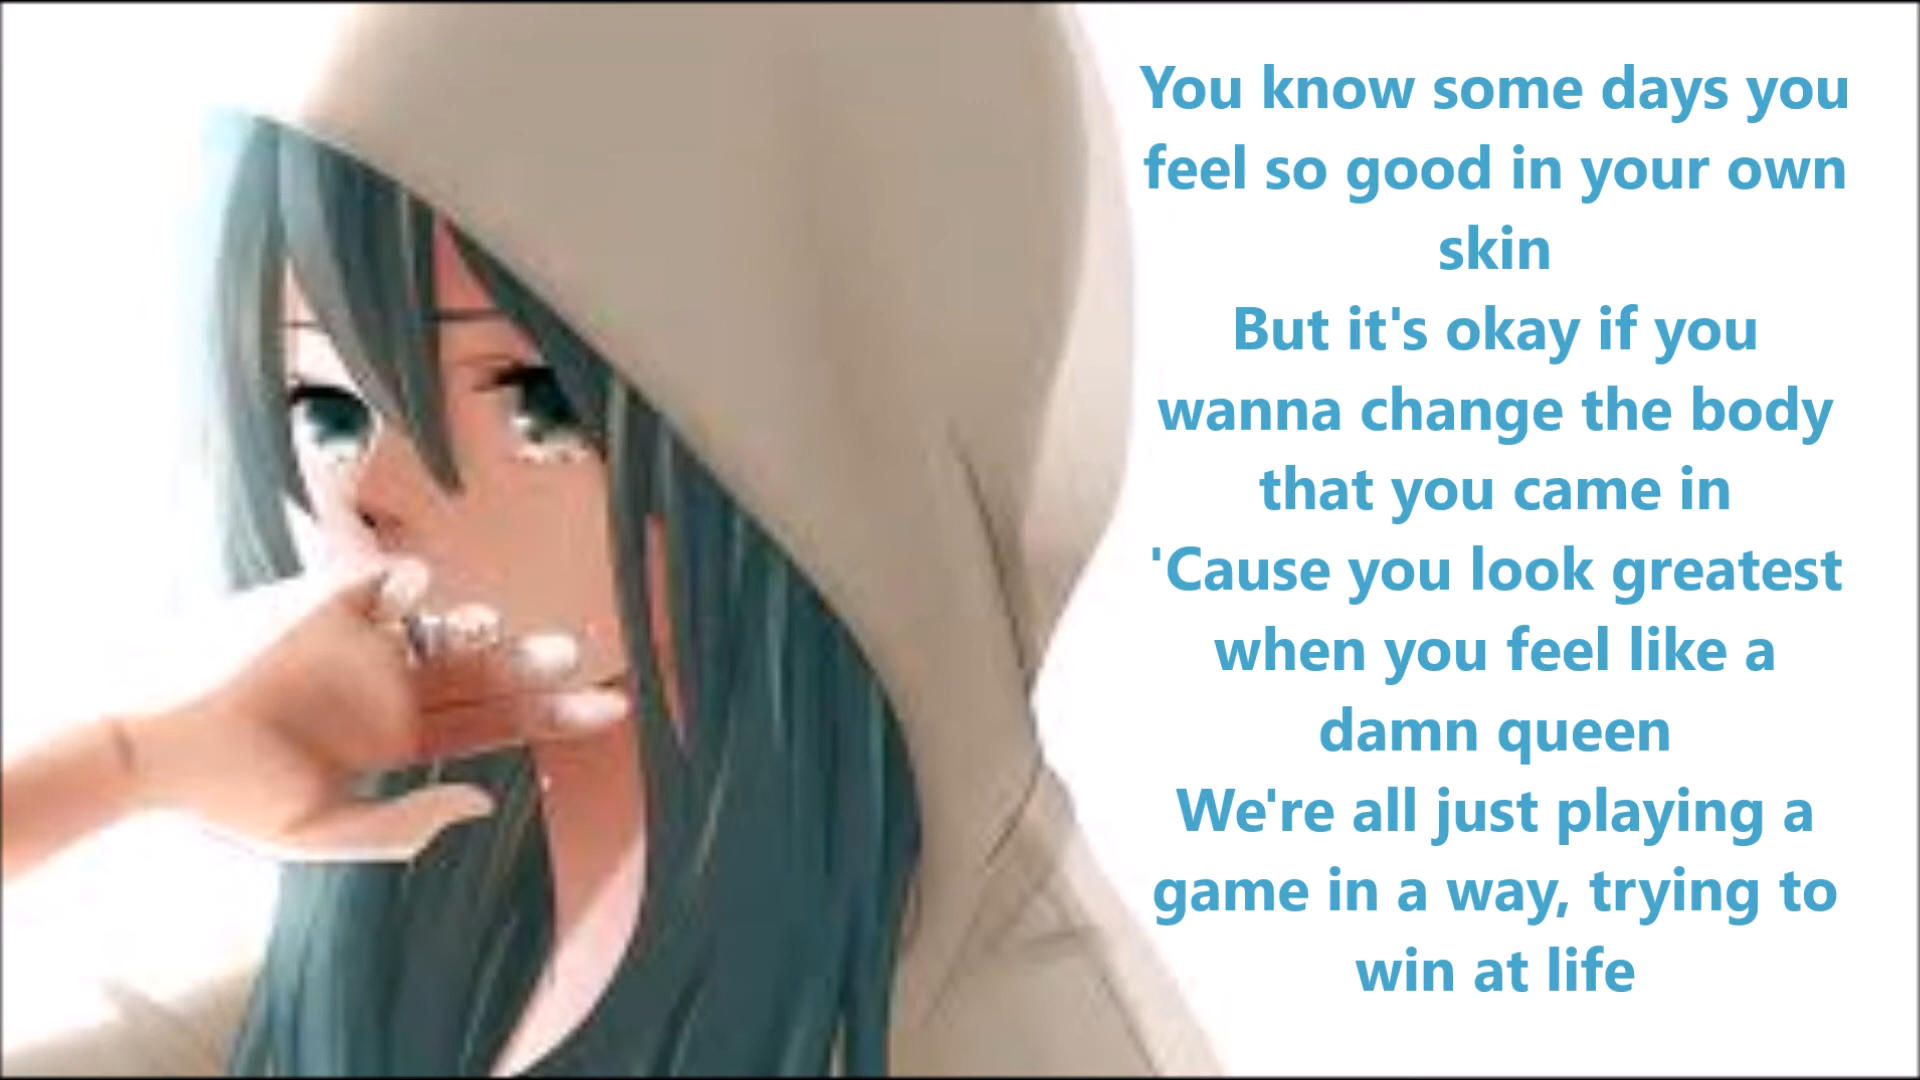 You know some days you
feel so good in your own
skin
But it's okay if you
wanna change the body
that you came in
'Cause you look greatest
when you feel like a
damn queen
We're all just playing a
game in a way, trying to
win at life